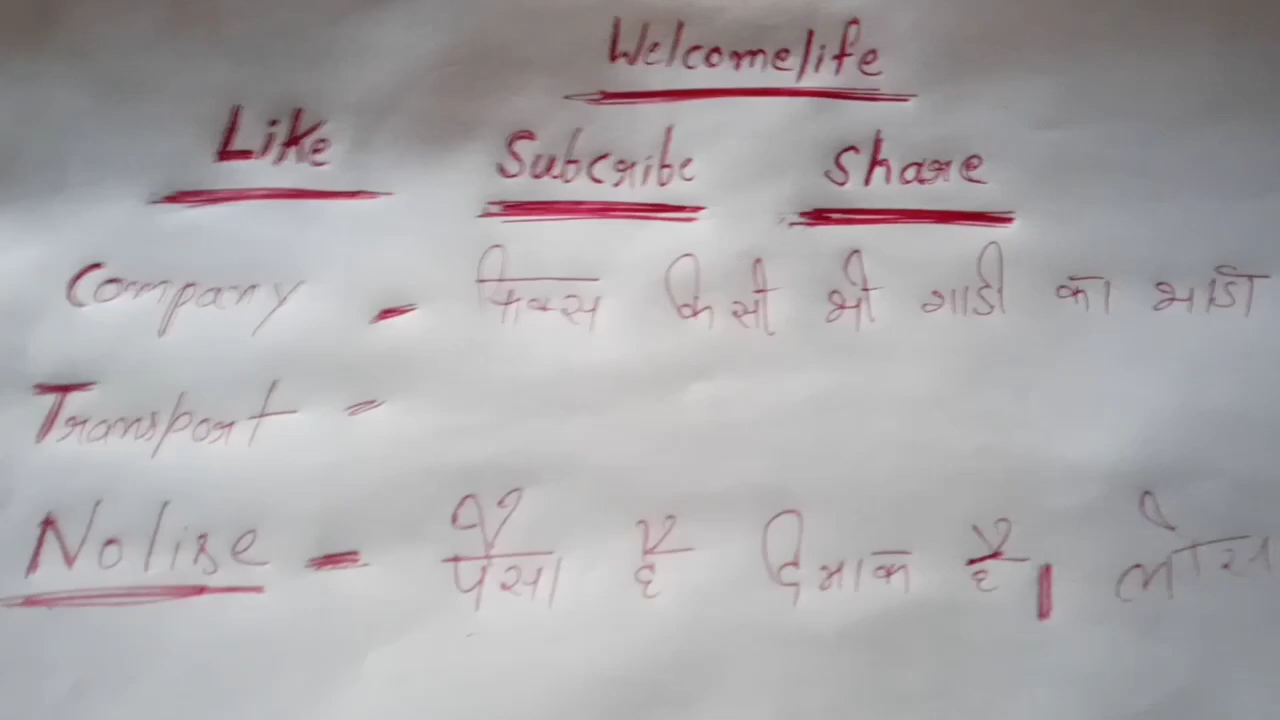 Welcomelife
Like Subcribe Share
Company - फिक्स किसी भी गाडी का भाडा
Transport -
Nolise - पैसा है दिमाक है।